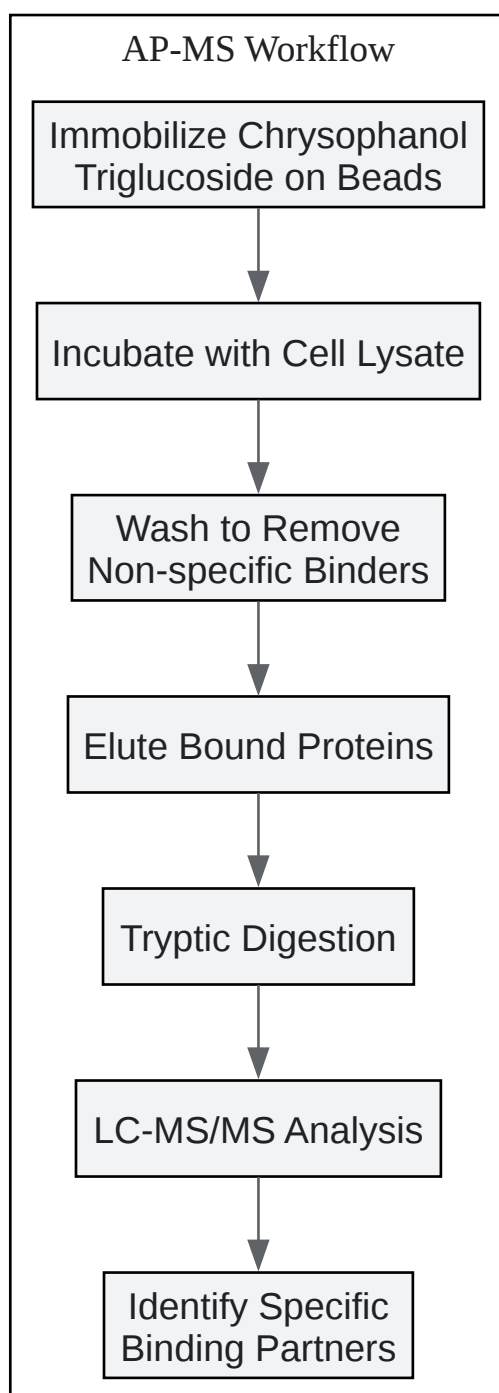 AP-MS Workflow
Immobilize Chrysophanol
Triglucoside on Beads
Incubate with Cell Lysate
Wash to Remove
Non-specific Binders
Elute Bound Proteins
Tryptic Digestion
LC-MS/MS Analysis
Identify Specific
Binding Partners